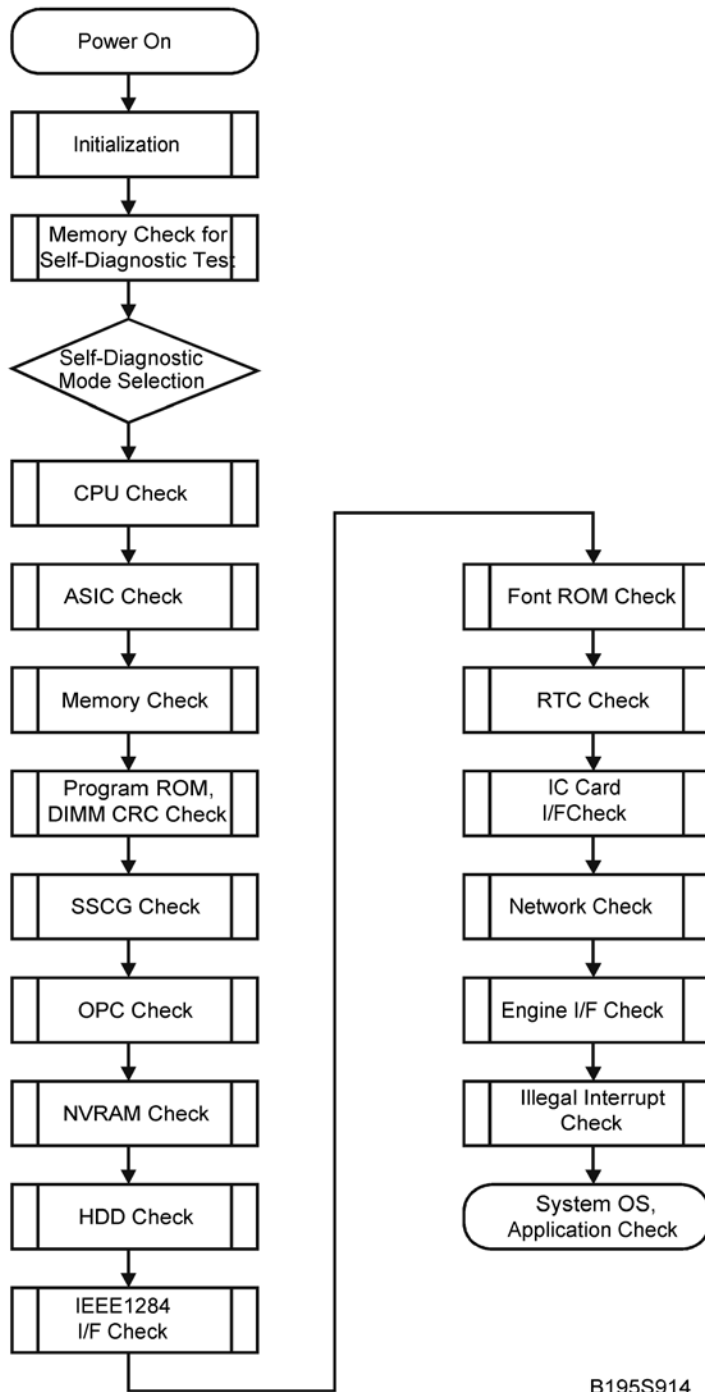 Power On
Initialization
Memory Check for
Self-Diagnostic Test
Self-Diagnostic
Mode Selection
CPU Check
ASIC Check
Memory Check
Program ROM,
DIMM CRC Check
SSCG Check
OPC Check
NVRAM Check
HDD Check
IEEE1284
I/F Check
Font ROM Check
RTC Check
IC Card
I/FCheck
Network Check
Engine I/F Check
Illegal Interrupt
Check
System OS,
Application Check
B195S914